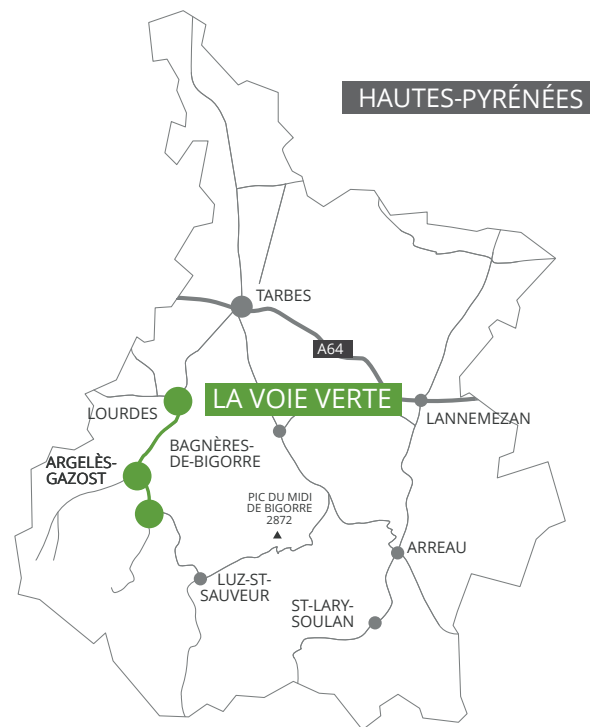 HAUTES-PYRÉNÉES
TARBES
A64
LA VOIE VERTE
LOURDES
LANNEMEZAN
BAGNÈRES-
DE-BIGORRE
ARGELÈS-
GAZOST
PIC DU MIDI
DE BIGORRE
2872
ARREAU
LUZ-ST-
SAUVEUR
ST-LARY-
SOULAN